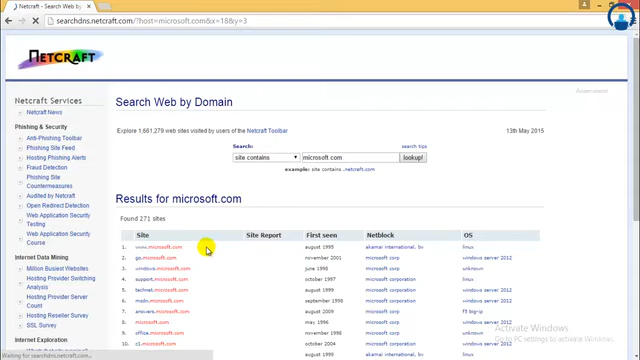 Netcraft - Search Web by
searchdns.netcraft.com/?host=microsoft.com&x=18&y=3
NETCRAFT
Netcraft Services
Netcraft News
Phishing & Security
Anti-Phishing Toolbar
Phishing Site Feed
Hosting Phishing Alerts
Fraud Detection
Phishing Site
Countermeasures
Audited by Netcraft
Open Redirect Detection
Web Application Security
Testing
Web Application Security
Course
Internet Data Mining
Million Busiest Websites
Hosting Provider Switching
Analysis
Hosting Provider Server
Count
Hosting Reseller Survey
SSL Survey
Internet Exploration
Waiting for searchdns.netcraft.com...
Advertisement
Search Web by Domain
Explore 1,661,279 web sites visited by users of the Netcraft Toolbar 13th May 2015
Search: search tips
site contains microsoft.com lookup!
example: site contains .netcraft.com
Results for microsoft.com
Found 271 sites
Site Site Report First seen Netblock OS
1. www.microsoft.com august 1995 akamai international, bv linux
2. go.microsoft.com november 2001 microsoft corp windows server 2012
3. windows.microsoft.com june 1998 microsoft corp unknown
4. support.microsoft.com october 1997 microsoft corporation unknown
5. technet.microsoft.com august 1999 microsoft corporation windows server 2012
6. msdn.microsoft.com september 1998 microsoft corporation windows server 2012
7. answers.microsoft.com august 2009 microsoft corp f5 big-ip
8. microsoft.com may 1996 microsoft corp
9. office.microsoft.com november 1998 microsoft corp
10. c1.microsoft.com october 2004 microsoft corp windows server 2012
Activate Windows
Go to PC settings to activate Windows.